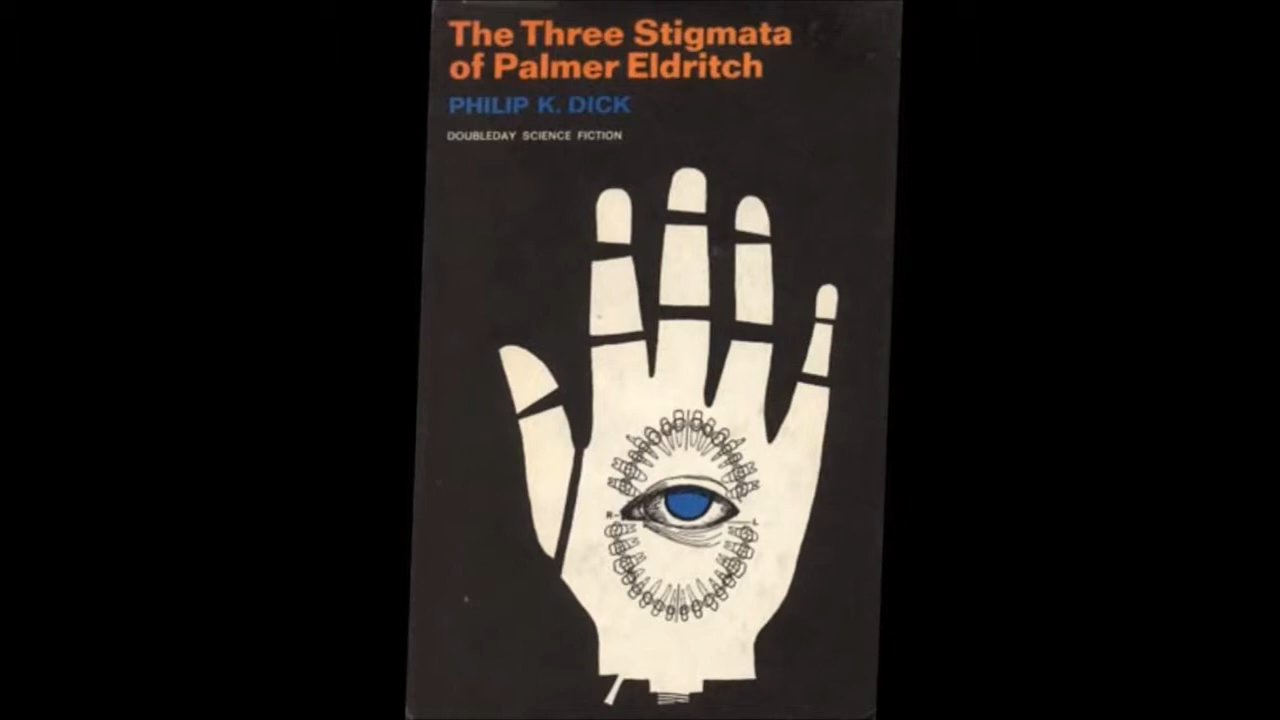 The Three Stigmata
of Palmer Eldritch
PHILIP K. DICK
DOUBLEDAY SCIENCE FICTION
R
L